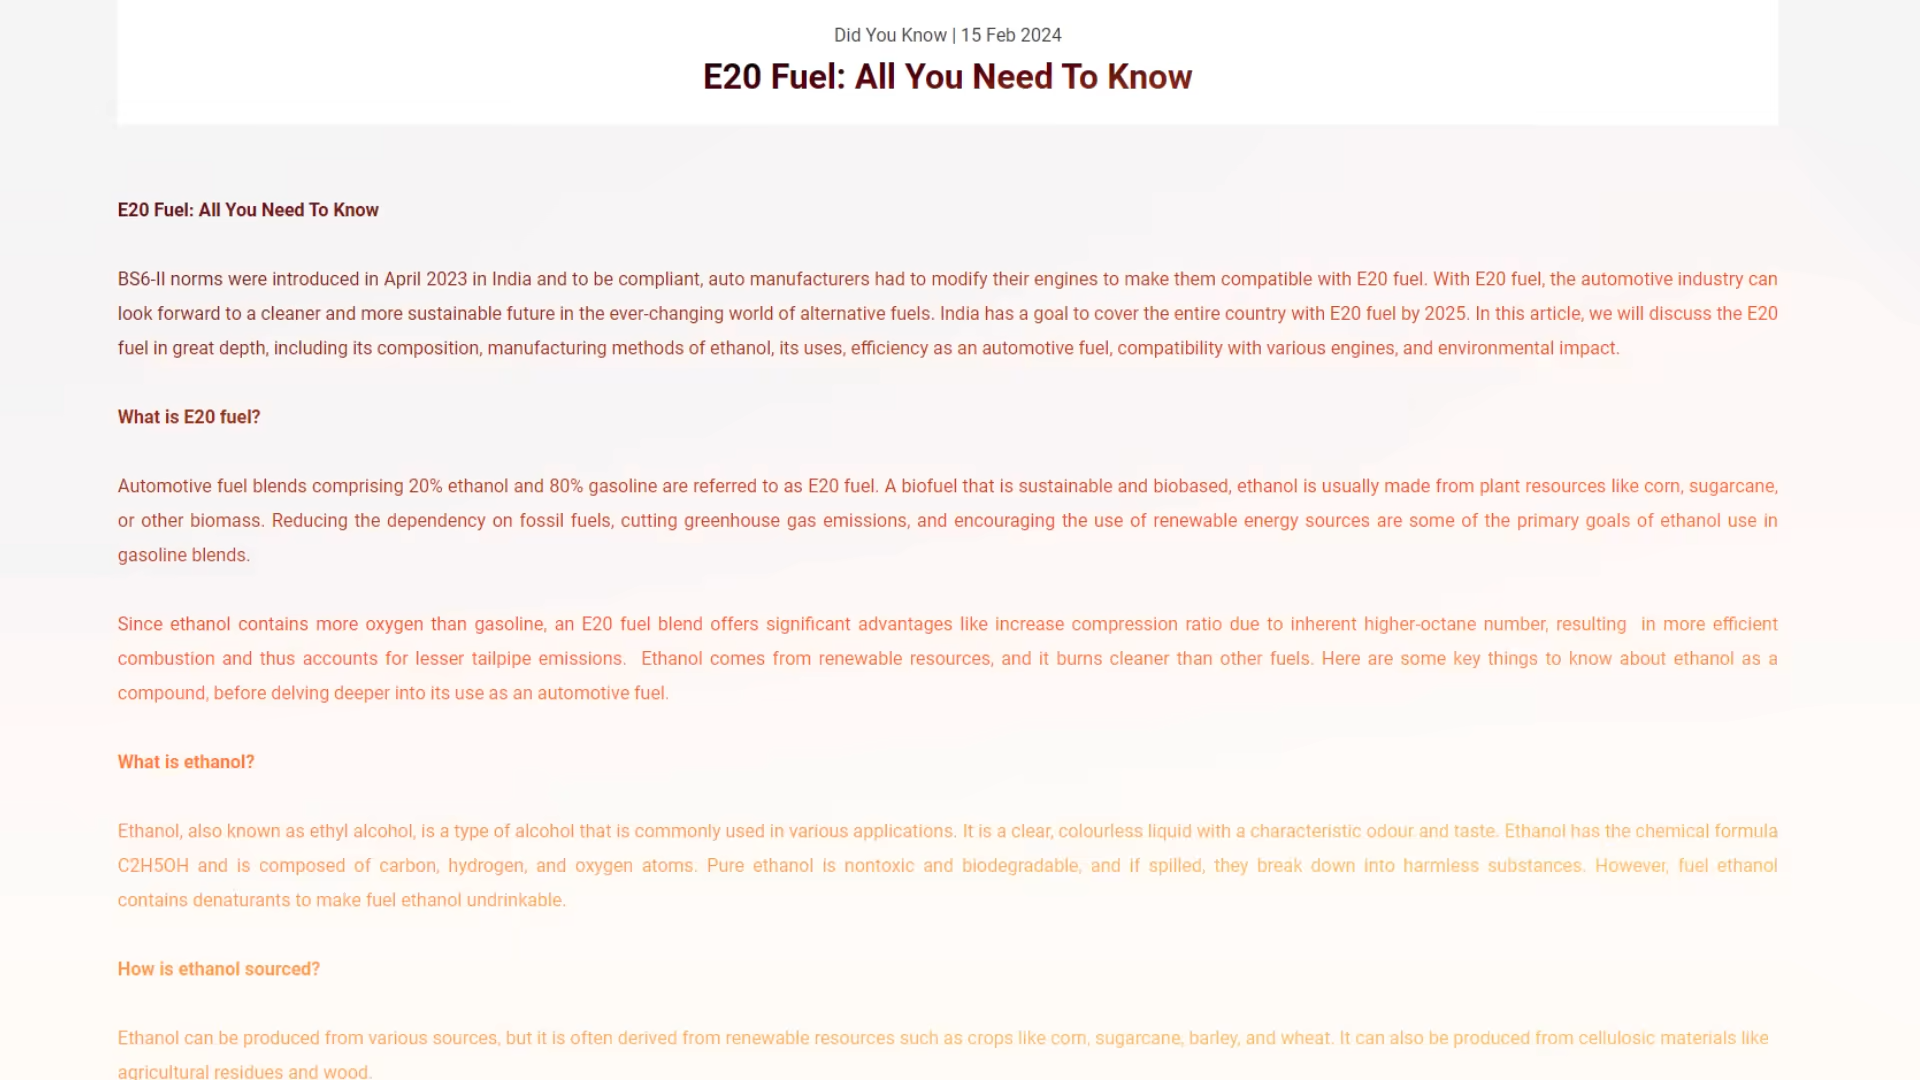 Did You Know | 15 Feb 2024
E20 Fuel: All You Need To Know
E20 Fuel: All You Need To Know
BS6-II norms were introduced in April 2023 in India and to be compliant, auto manufacturers had to modify their engines to make them compatible with E20 fuel. With E20 fuel, the automotive industry can
look forward to a cleaner and more sustainable future in the ever-changing world of alternative fuels. India has a goal to cover the entire country with E20 fuel by 2025. In this article, we will discuss the E20
fuel in great depth, including its composition, manufacturing methods of ethanol, its uses, efficiency as an automotive fuel, compatibility with various engines, and environmental impact.
What is E20 fuel?
Automotive fuel blends comprising 20% ethanol and 80% gasoline are referred to as E20 fuel. A biofuel that is sustainable and biobased, ethanol is usually made from plant resources like corn, sugarcane,
or other biomass. Reducing the dependency on fossil fuels, cutting greenhouse gas emissions, and encouraging the use of renewable energy sources are some of the primary goals of ethanol use in
gasoline blends.
Since ethanol contains more oxygen than gasoline, an E20 fuel blend offers significant advantages like increase compression ratio due to inherent higher-octane number, resulting  in more efficient
combustion and thus accounts for lesser tailpipe emissions.  Ethanol comes from renewable resources, and it burns cleaner than other fuels. Here are some key things to know about ethanol as a
compound, before delving deeper into its use as an automotive fuel.
What is ethanol?
Ethanol, also known as ethyl alcohol, is a type of alcohol that is commonly used in various applications. It is a clear, colourless liquid with a characteristic odour and taste. Ethanol has the chemical formula
C2H5OH and is composed of carbon, hydrogen, and oxygen atoms. Pure ethanol is nontoxic and biodegradable, and if spilled, they break down into harmless substances. However, fuel ethanol
contains denaturants to make fuel ethanol undrinkable.
How is ethanol sourced?
Ethanol can be produced from various sources, but it is often derived from renewable resources such as crops like corn, sugarcane, barley, and wheat. It can also be produced from cellulosic materials like
agricultural residues and wood.